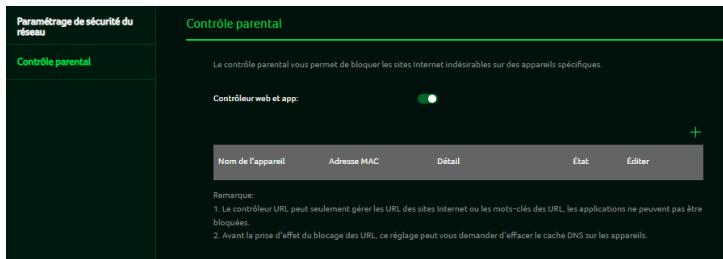 Paramétrage de sécurité du
réseau
Contrôle parental
Contrôle parental
Le contrôle parental vous permet de bloquer les sites Internet indésirables sur des appareils spécifiques.
Contrôleur web et app:
Nom de l'appareil Adresse MAC Détail État Éditer
Remarque:
1. Le contrôleur URL peut seulement gérer les URL des sites Internet ou les mots-clés des URL, les applications ne peuvent pas être
bloquées.
2. Avant la prise d'effet du blocage des URL, ce réglage peut vous demander d'effacer le cache DNS sur les appareils.